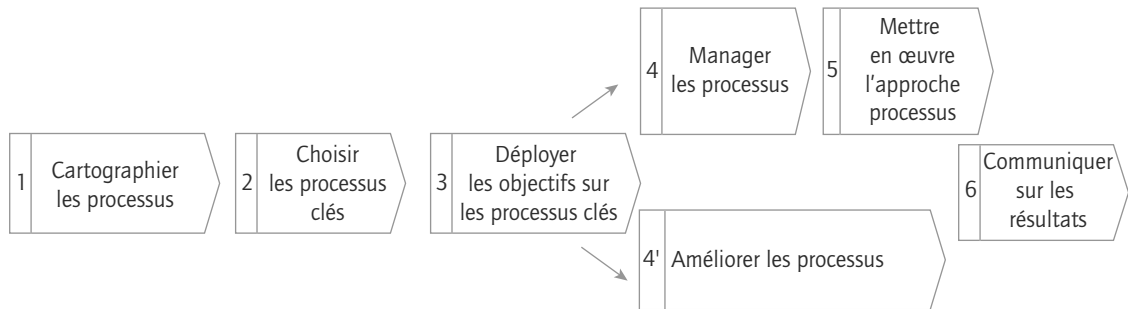 1
Cartographier
les processus
2
Choisir
les processus
clés
3
Déployer
les objectifs sur
les processus clés
4
Manager
les processus
5
Mettre
en œuvre
l'approche
processus
4'
Améliorer les processus
6
Communiquer
sur les
résultats